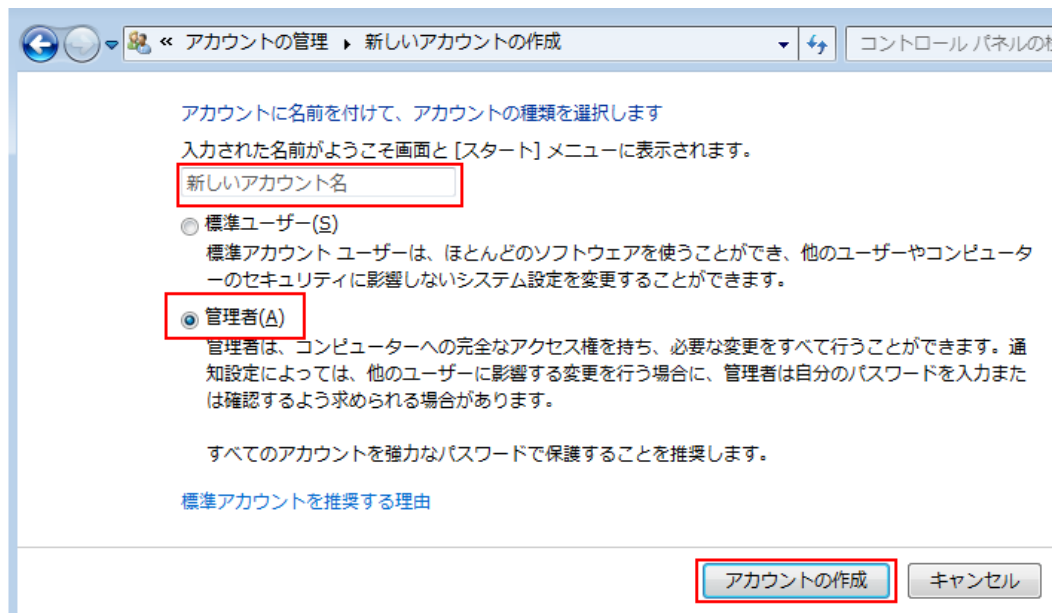 « アカウントの管理 ▸ 新しいアカウントの作成
コントロール パネルの
アカウントに名前を付けて、アカウントの種類を選択します
入力された名前がようこそ画面と [スタート] メニューに表示されます。
新しいアカウント名
標準ユーザー(S)
標準アカウント ユーザーは、ほとんどのソフトウェアを使うことができ、他のユーザーやコンピュータ
ーのセキュリティに影響しないシステム設定を変更することができます。
管理者(A)
管理者は、コンピューターへの完全なアクセス権を持ち、必要な変更をすべて行うことができます。通
知設定によっては、他のユーザーに影響する変更を行う場合に、管理者は自分のパスワードを入力また
は確認するよう求められる場合があります。
すべてのアカウントを強力なパスワードで保護することを推奨します。
標準アカウントを推奨する理由
アカウントの作成
キャンセル